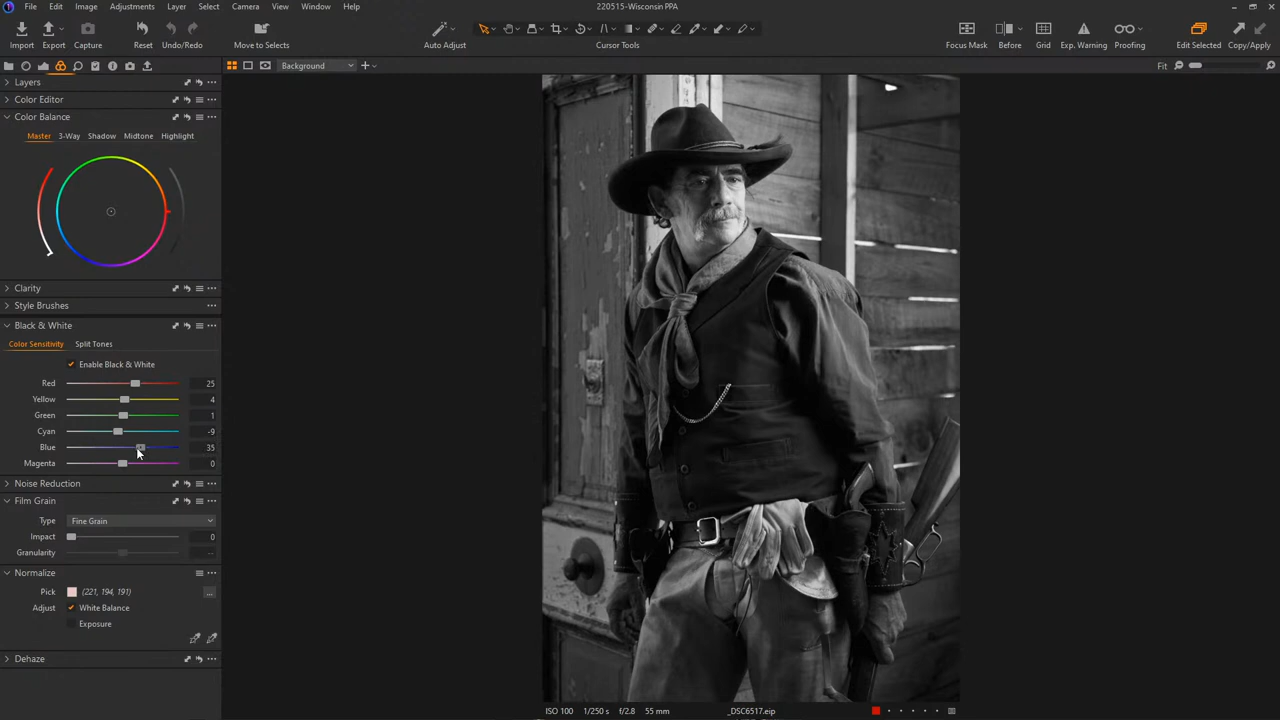 File Edit Image Adjustments Layer Select Camera View Window Help 220515-Wisconsin PPA
Import Export Capture Reset Undo/Redo Move to Selects Auto Adjust Cursor Tools Focus Mask Before Grid Exp. Warning Proofing Edit Selected Copy/Apply
Background Fit
Layers
Color Editor
Color Balance
Master 3-Way Shadow Midtone Highlight
Clarity
Style Brushes
Black & White
Color Sensitivity Split Tones
Enable Black & White
Red 25
Yellow 4
Green 1
Cyan -9
Blue 35
Magenta 0
Noise Reduction
Film Grain
Type Fine Grain
Impact 0
Granularity --
Normalize
Pick (221, 194, 191) ...
Adjust White Balance
Exposure
Dehaze
ISO 100 1/250 s f/2.8 55 mm _DSC6517.eip